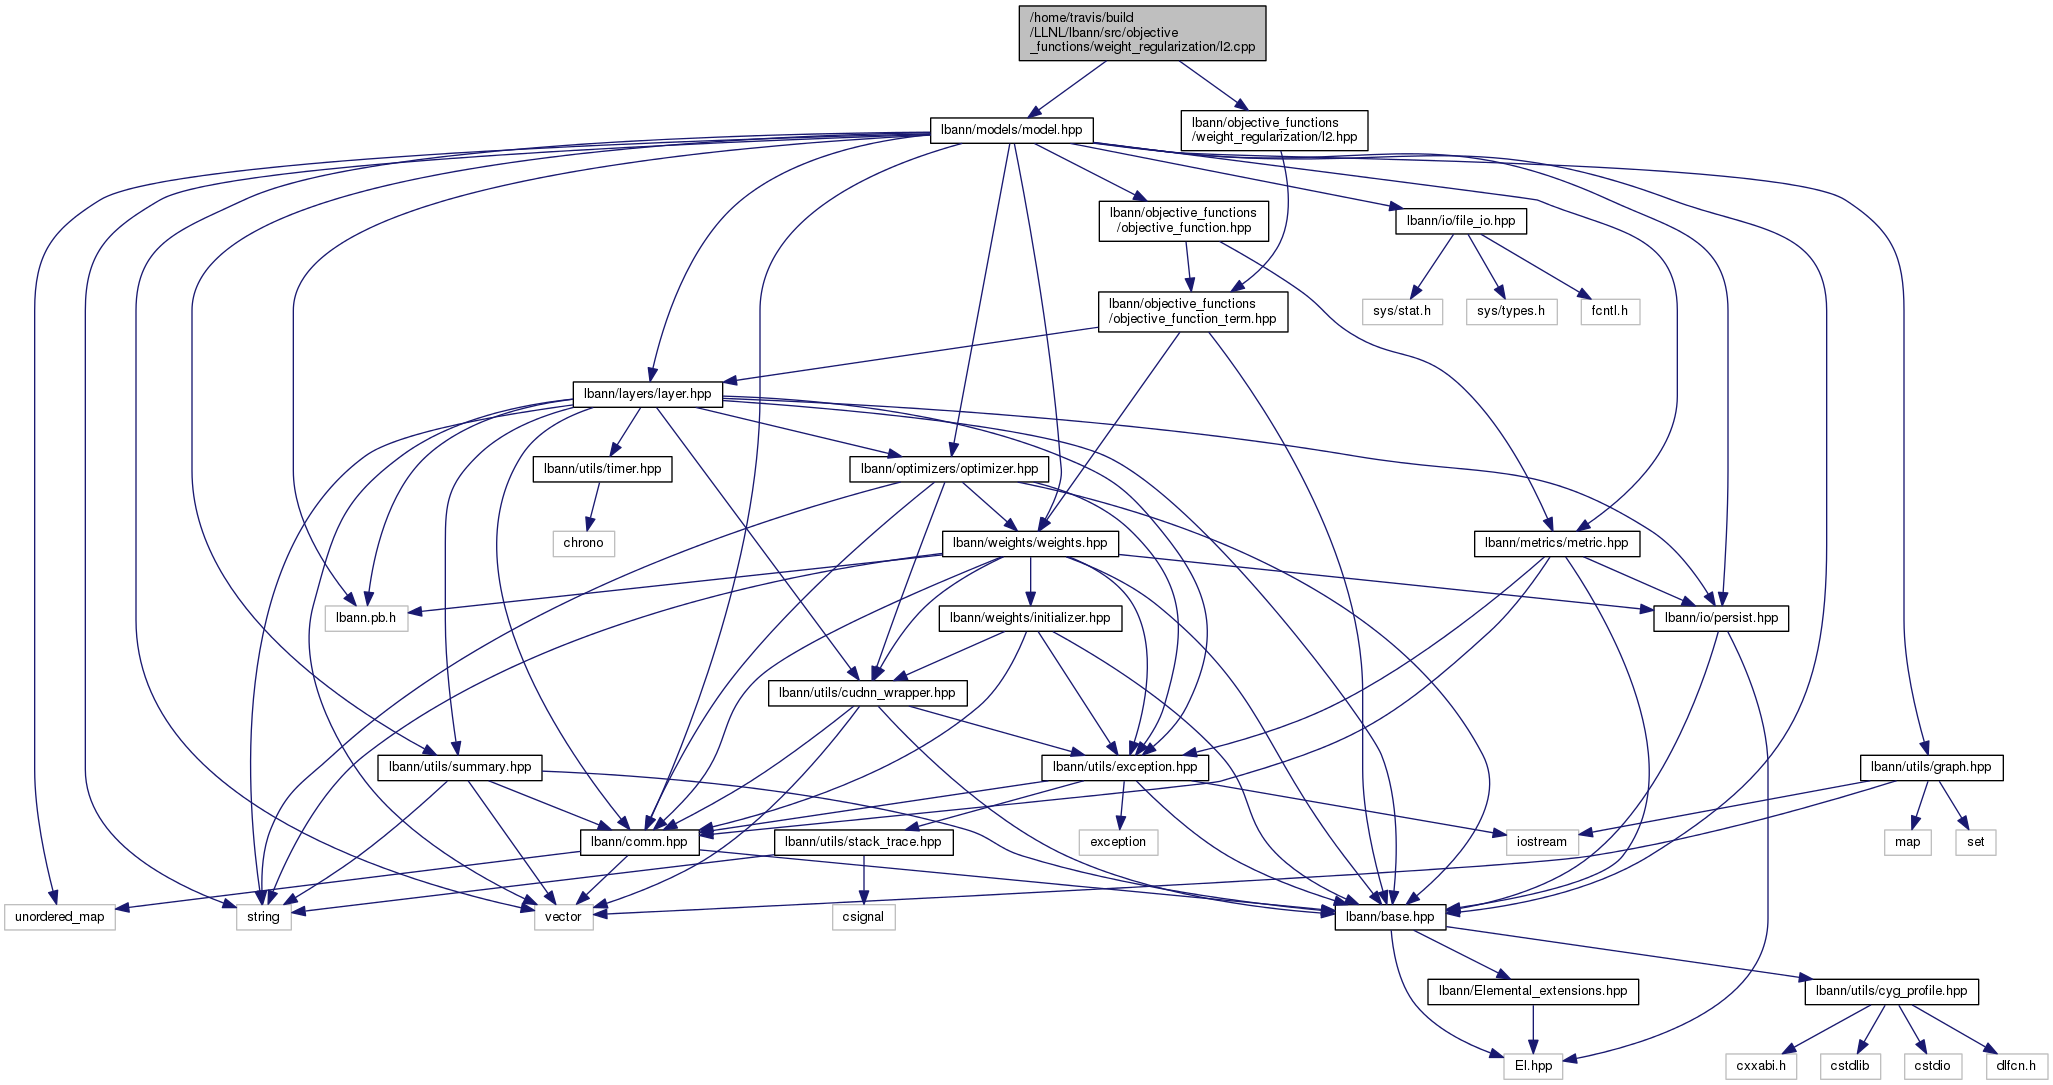 /home/travis/build
/LLNL/lbann/src/objective
_functions/weight_regularization/l2.cpp
lbann/models/model.hpp
lbann/objective_functions
/weight_regularization/l2.hpp
lbann/objective_functions
/objective_function.hpp
lbann/io/file_io.hpp
lbann/objective_functions
/objective_function_term.hpp
sys/stat.h
sys/types.h
fcntl.h
lbann/layers/layer.hpp
lbann/utils/timer.hpp
lbann/optimizers/optimizer.hpp
chrono
lbann/weights/weights.hpp
lbann/metrics/metric.hpp
lbann.pb.h
lbann/weights/initializer.hpp
lbann/io/persist.hpp
lbann/utils/cudnn_wrapper.hpp
lbann/utils/summary.hpp
lbann/utils/exception.hpp
lbann/utils/graph.hpp
lbann/comm.hpp
lbann/utils/stack_trace.hpp
exception
iostream
map
set
unordered_map
string
vector
csignal
lbann/base.hpp
lbann/Elemental_extensions.hpp
lbann/utils/cyg_profile.hpp
El.hpp
cxxabi.h
cstdlib
cstdio
dlfcn.h